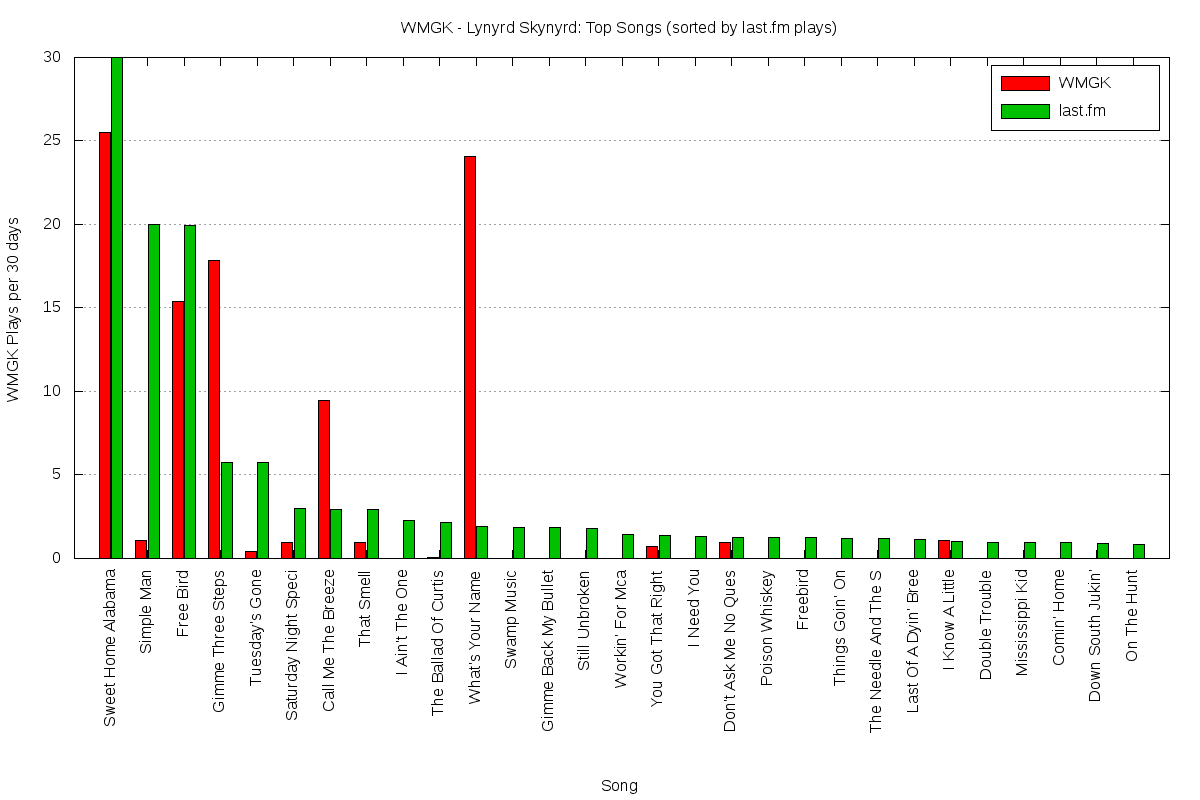 WMGK - Lynyrd Skynyrd: Top Songs (sorted by last.fm plays)
WMGK
last.fm
WMGK Plays per 30 days
30
25
20
15
10
5
0
Sweet Home Alabama
Simple Man
Free Bird
Gimme Three Steps
Tuesday's Gone
Saturday Night Speci
Call Me The Breeze
That Smell
I Ain't The One
The Ballad Of Curtis
What's Your Name
Swamp Music
Gimme Back My Bullet
Still Unbroken
Workin' For Mca
You Got That Right
I Need You
Don't Ask Me No Ques
Poison Whiskey
Freebird
Things Goin' On
The Needle And The S
Last Of A Dyin' Bree
I Know A Little
Double Trouble
Mississippi Kid
Comin' Home
Down South Jukin'
On The Hunt
Song